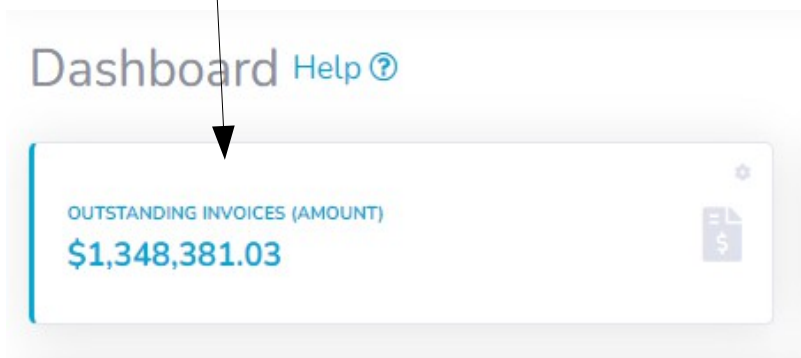 Dashboard Help ?
OUTSTANDING INVOICES (AMOUNT)
$1,348,381.03
$